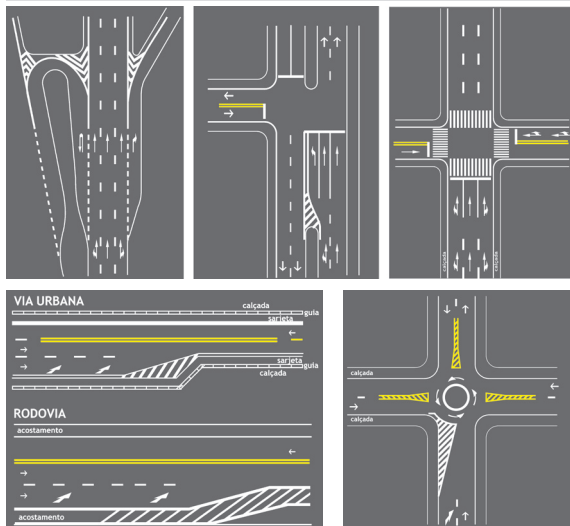 calçada
calçada
VIA URBANA
calçada
guia
sarjeta
sarjeta
guia
calçada
RODOVIA
acostamento
acostamento
calçada
calçada